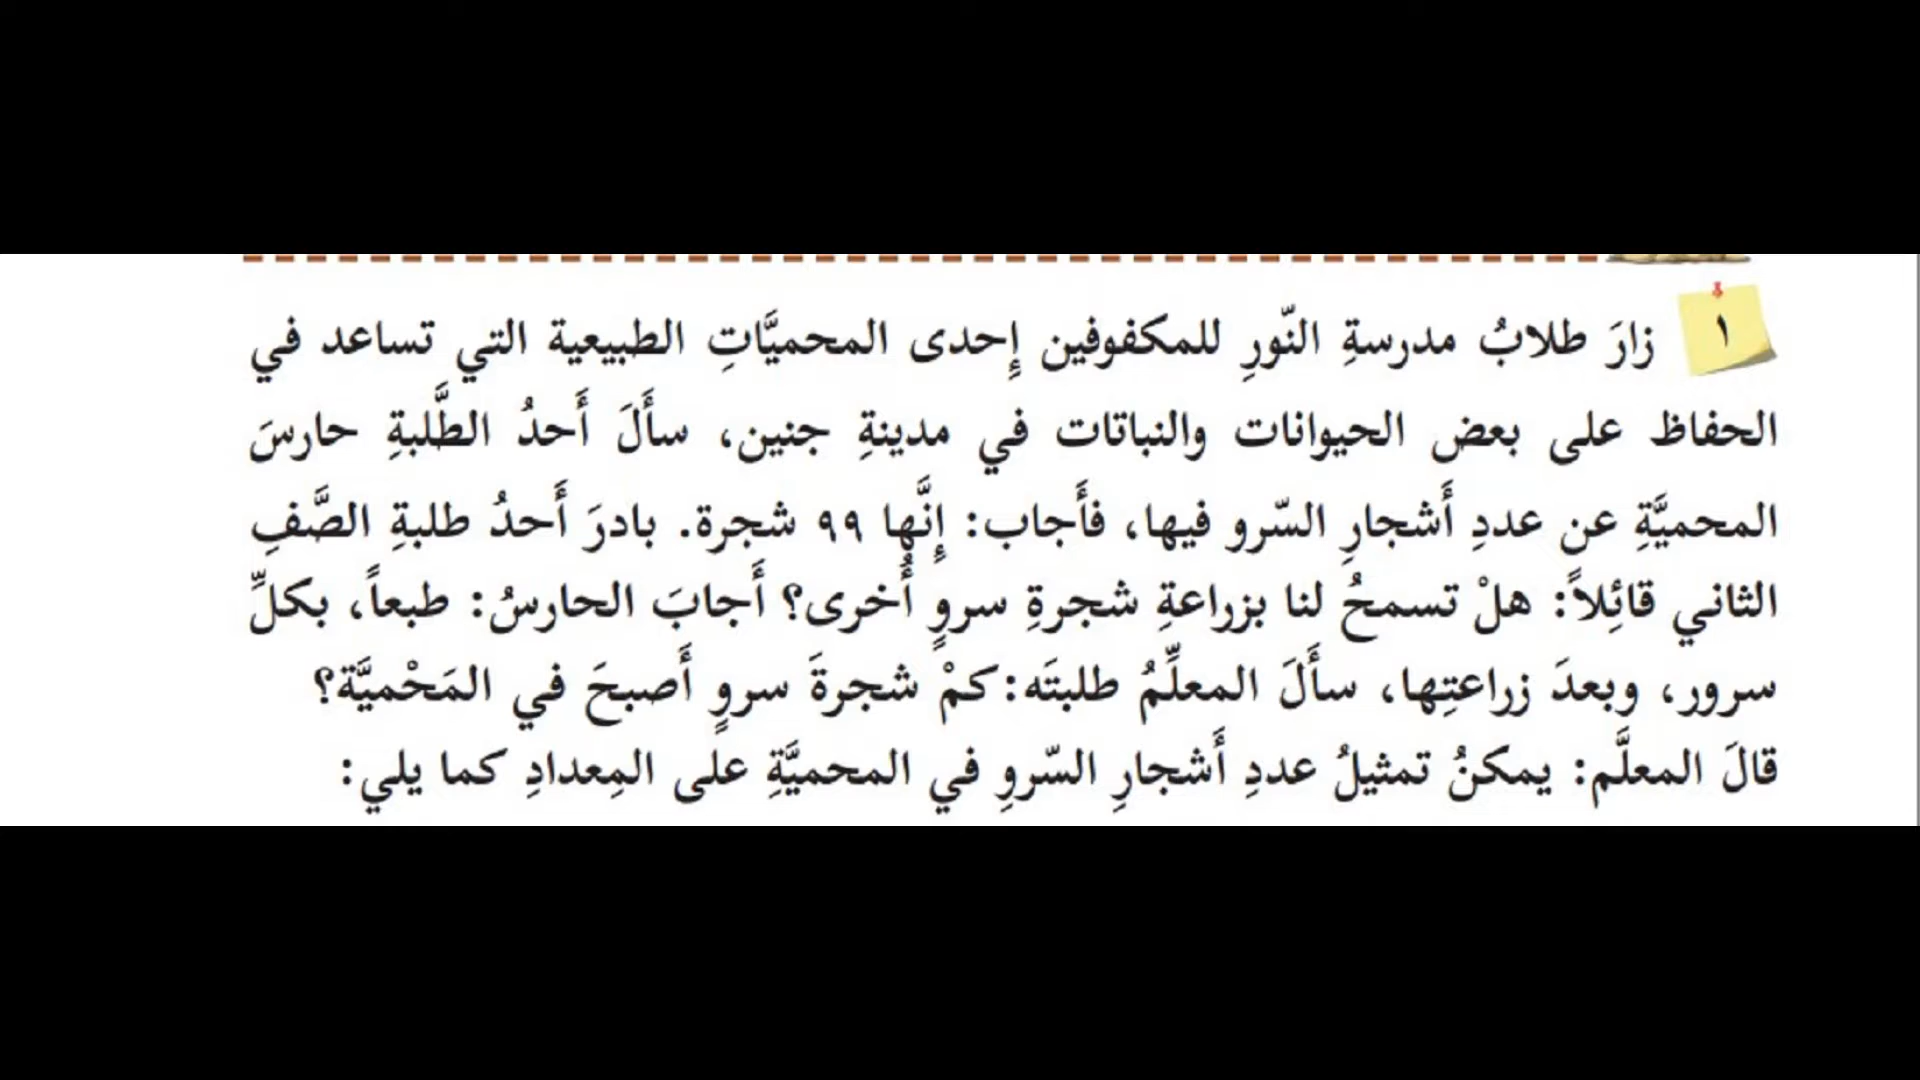 ١ زارَ طلابُ مدرسةِ النّورِ للمكفوفين إِحدى المحميَّاتِ الطبيعية التي تساعد في
الحفاظ على بعض الحيوانات والنباتات في مدينةِ جنين، سأَلَ أَحدُ الطَّلبةِ حارسَ
المحميَّةِ عن عددِ أَشجارِ السّرو فيها، فأَجاب: إِنَّها ٩٩ شجرة. بادرَ أَحدُ طلبةِ الصَّفِ
الثاني قائِلاً: هلْ تسمحُ لنا بزراعةِ شجرةِ سروٍ أُخرى؟ أَجابَ الحارسُ: طبعاً، بكلِّ
سرور، وبعدَ زراعتِها، سأَلَ المعلِّمُ طلبتَه: كمْ شجرةَ سروٍ أَصبحَ في المَحْميَّة؟
قالَ المعلَّم: يمكنُ تمثيلُ عددِ أَشجارِ السّروِ في المحميَّةِ على المِعدادِ كما يلي: